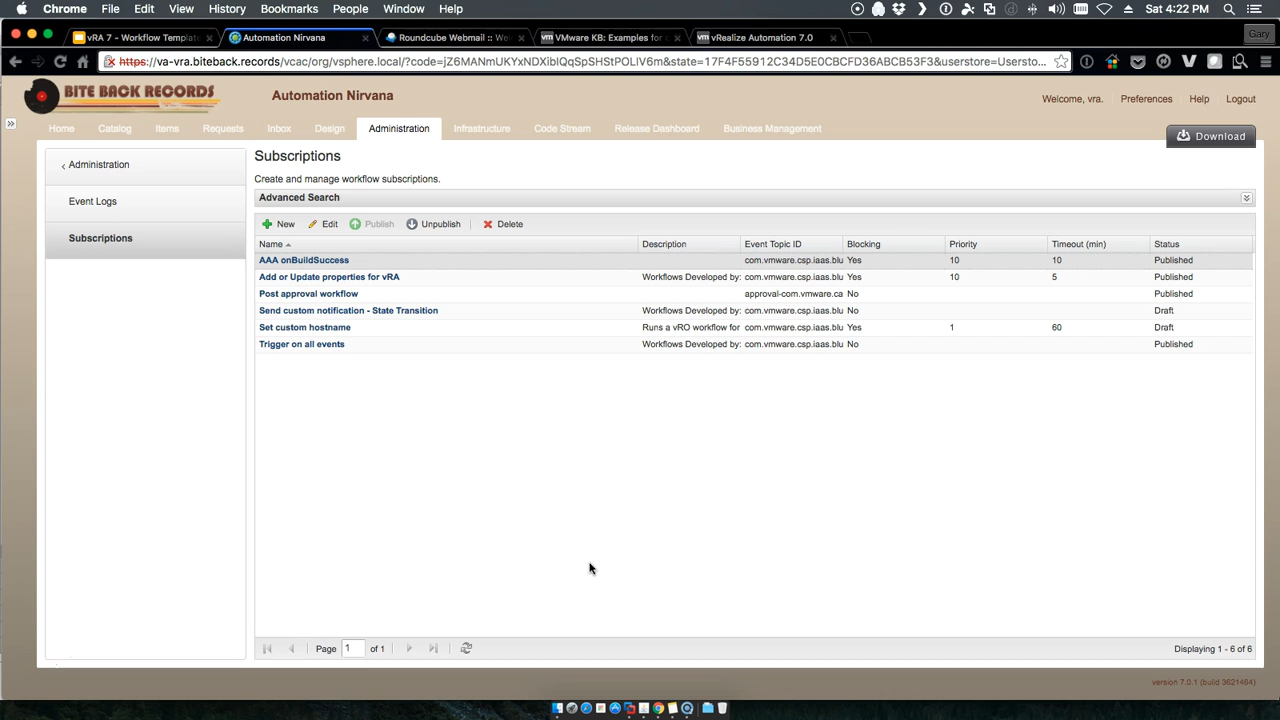 Chrome File Edit View History Bookmarks People Window Help Sat 4:22 PM
vRA 7 - Workflow Templat Automation Nirvana Roundcube Webmail :: We VMware KB: Examples for vRealize Automation 7.0 Gary
https://va-vra.biteback.records/vcac/org/vsphere.local/?code=jZ6MANmUKYxNDXiblQqSpSHStPOLIV6m&state=17F4F55912C34D5E0CBCFD36ABCB53F3&userstore=Usersto...
BITE BACK RECORDS Automation Nirvana Welcome, vra. Preferences Help Logout
Home Catalog Items Requests Inbox Design Administration Infrastructure Code Stream Release Dashboard Business Management
Download
Administration
Event Logs
Subscriptions
Subscriptions
Create and manage workflow subscriptions.
Advanced Search
New Edit Publish Unpublish Delete
Name Description Event Topic ID Blocking Priority Timeout (min) Status
AAA onBuildSuccess com.vmware.csp.iaas.blu Yes 10 10 Published
Add or Update properties for vRA Workflows Developed by: com.vmware.csp.iaas.blu Yes 10 5 Published
Post approval workflow approval-com.vmware.ca No Published
Send custom notification - State Transition Workflows Developed by: com.vmware.csp.iaas.blu No Draft
Set custom hostname Runs a vRO workflow for com.vmware.csp.iaas.blu Yes 1 60 Draft
Trigger on all events Workflows Developed by: com.vmware.csp.iaas.blu No Published
Page 1 of 1 Displaying 1 - 6 of 6
version 7.0.1 (build 3621464)